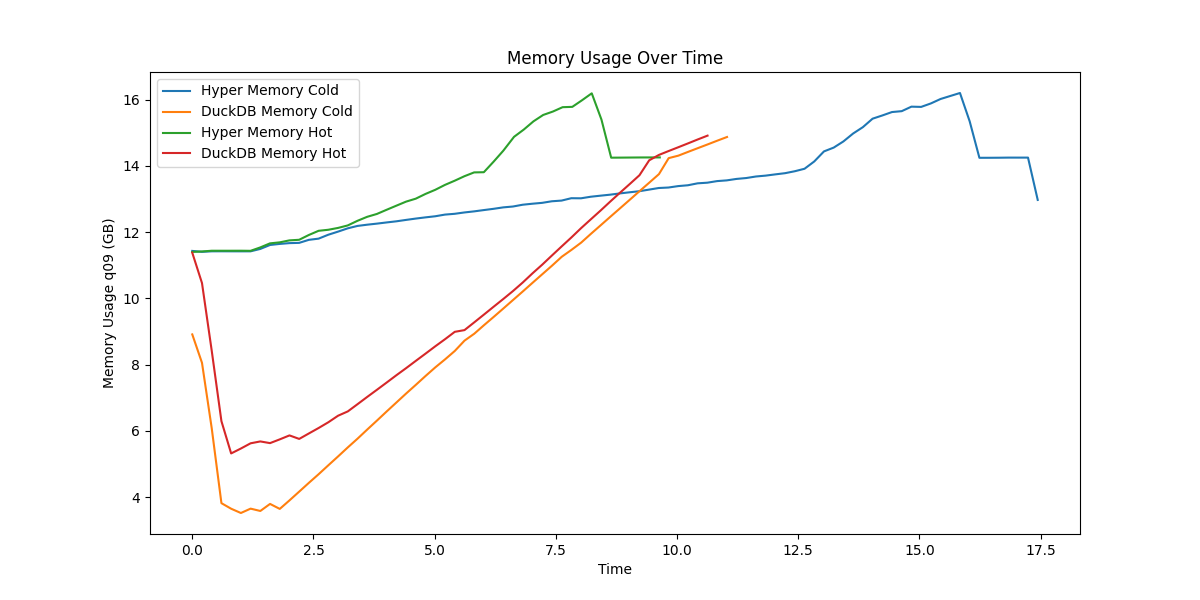 Memory Usage Over Time
Hyper Memory Cold
DuckDB Memory Cold
Hyper Memory Hot
DuckDB Memory Hot
Memory Usage q09 (GB)
16
14
12
10
8
6
4
0.0 2.5 5.0 7.5 10.0 12.5 15.0 17.5
Time